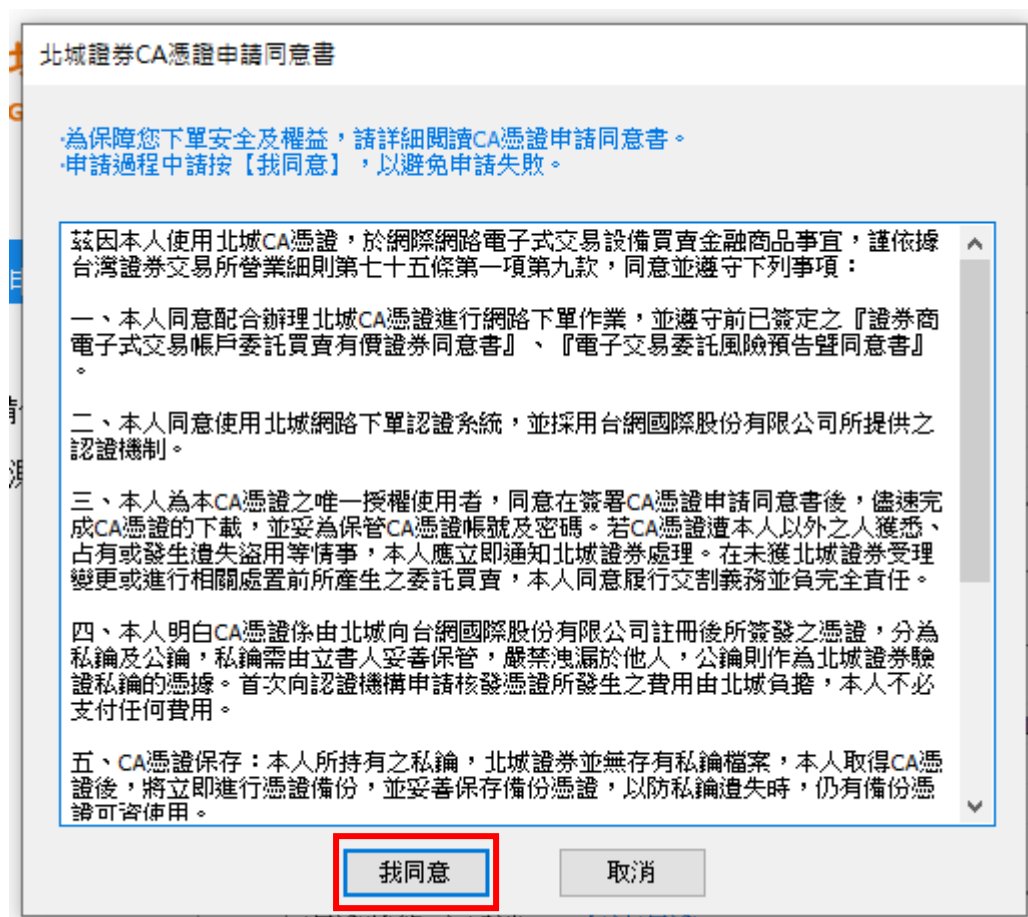 北城證券CA憑證申請同意書
·為保障您下單安全及權益，請詳細閱讀CA憑證申請同意書。
·申請過程中請按【我同意】，以避免申請失敗。
茲因本人使用北城CA憑證，於網際網路電子式交易設備買賣金融商品事宜，謹依據
台灣證券交易所營業細則第七十五條第一項第九款，同意並遵守下列事項：
一、本人同意配合辦理北城CA憑證進行網路下單作業，並遵守前已簽定之『證券商
電子式交易帳戶委託買賣有價證券同意書』、『電子交易委託風險預告暨同意書』
。
二、本人同意使用北城網路下單認證系統，並採用台網國際股份有限公司所提供之
認證機制。
三、本人為本CA憑證之唯一授權使用者，同意在簽署CA憑證申請同意書後，儘速完
成CA憑證的下載，並妥為保管CA憑證帳號及密碼。若CA憑證遭本人以外之人獲悉、
占有或發生遺失盜用等情事，本人應立即通知北城證券處理。在未獲北城證券受理
變更或進行相關處置前所產生之委託買賣，本人同意履行交割義務並負完全責任。
四、本人明白CA憑證係由北城向台網國際股份有限公司註冊後所簽發之憑證，分為
私鑰及公鑰，私鑰需由立書人妥善保管，嚴禁洩漏於他人，公鑰則作為北城證券驗
證私鑰的憑據。首次向認證機構申請核發憑證所發生之費用由北城負擔，本人不必
支付任何費用。
五、CA憑證保存：本人所持有之私鑰，北城證券並無存有私鑰檔案，本人取得CA憑
證後，將立即進行憑證備份，並妥善保存備份憑證，以防私鑰遺失時，仍有備份憑
證可資使用。
我同意
取消